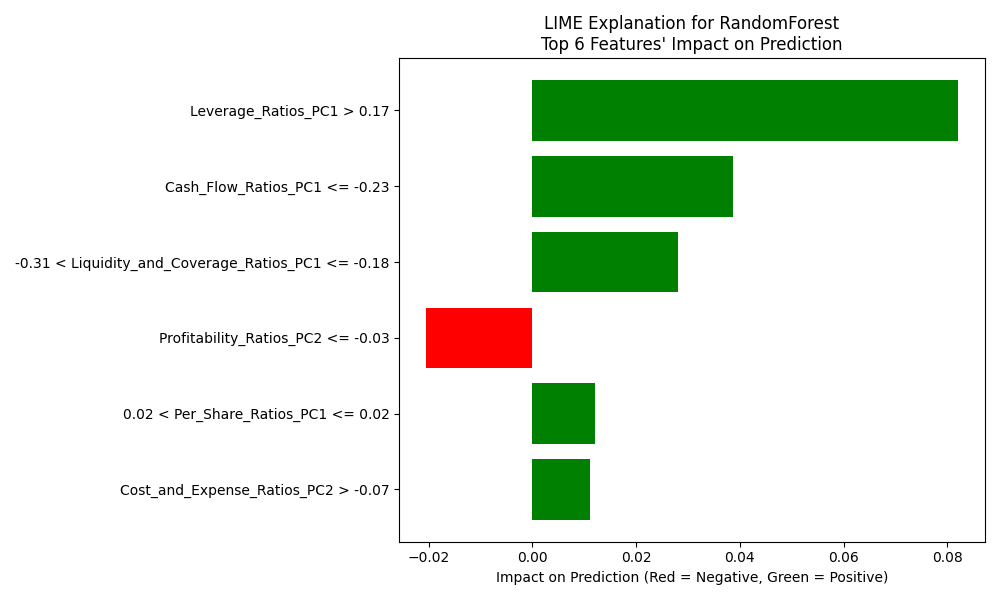 LIME Explanation for RandomForest
Top 6 Features' Impact on Prediction
Leverage_Ratios_PC1 > 0.17
Cash_Flow_Ratios_PC1 <= -0.23
-0.31 < Liquidity_and_Coverage_Ratios_PC1 <= -0.18
Profitability_Ratios_PC2 <= -0.03
0.02 < Per_Share_Ratios_PC1 <= 0.02
Cost_and_Expense_Ratios_PC2 > -0.07
−0.02 0.00 0.02 0.04 0.06 0.08
Impact on Prediction (Red = Negative, Green = Positive)